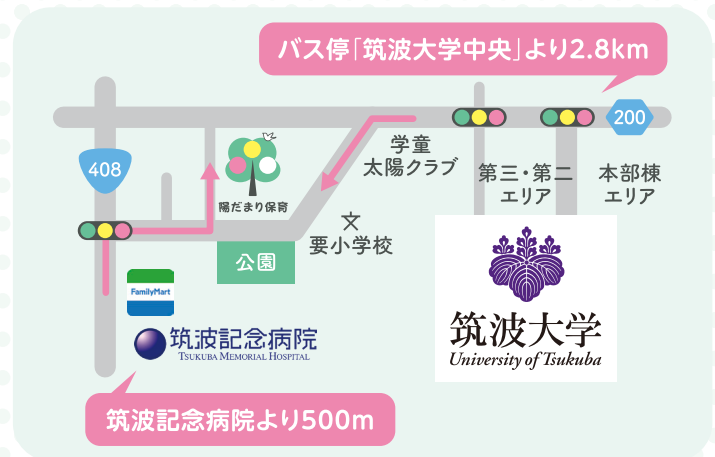 バス停「筑波大学中央」より2.8km
200
408
学童
太陽クラブ
第三・第二
エリア
本部棟
エリア
陽だまり保育
文
要小学校
公園
FamilyMart
筑波記念病院
TSUKUBA MEMORIAL HOSPITAL
筑波大学
University of Tsukuba
筑波記念病院より500m